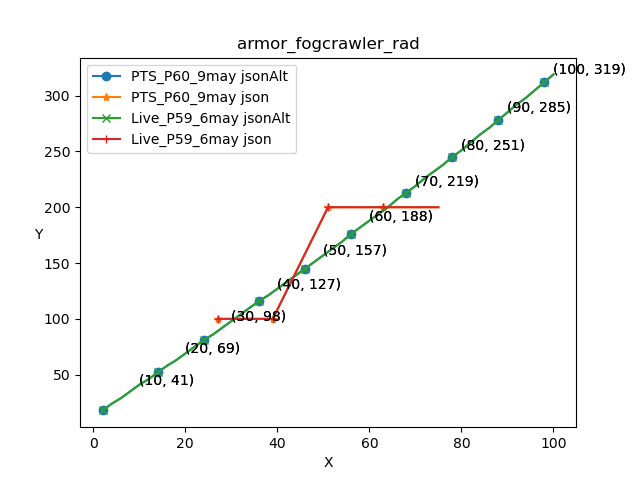 armor_fogcrawler_rad
PTS_P60_9may jsonAlt
PTS_P60_9may json
Live_P59_6may jsonAlt
Live_P59_6may json
(100, 319)
(90, 285)
(80, 251)
(70, 219)
(60, 188)
(50, 157)
(40, 127)
(30, 98)
(20, 69)
(10, 41)
300
250
200
150
100
50
Y
0 20 40 60 80 100
X